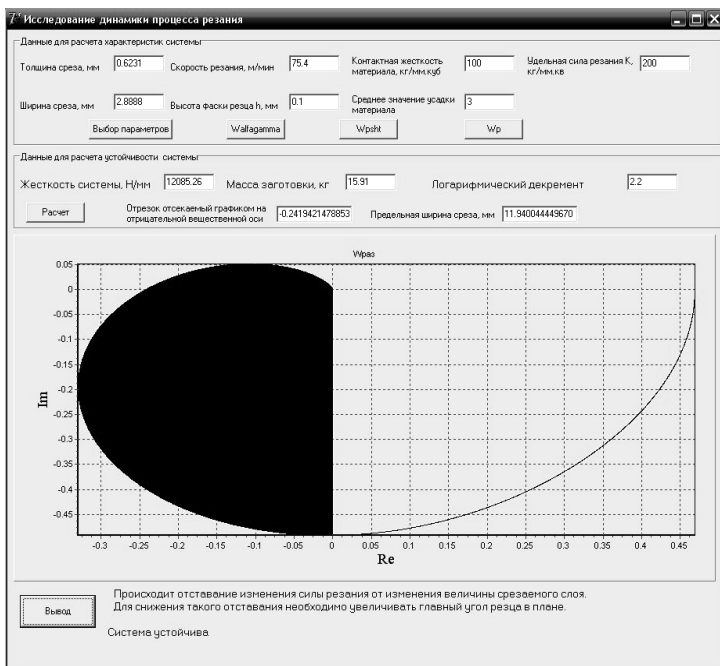 Исследование динамики процесса резания
Данные для расчета характеристик системы
Толщина среза, мм 0.6231 Скорость резания, м/мин 75.4 Контактная жесткость материала, кг/мм.куб 100 Удельная сила резания К, кг/мм.кв 200
Ширина среза, мм 2.8888 Высота фаски резца h, мм 0.1 Среднее значение усадки материала 3
Выбор параметров Walfagamma Wpsht Wp
Данные для расчета устойчивости системы
Жесткость системы, Н/мм 12085.26 Масса заготовки, кг 15.91 Логарифмический декремент 2.2
Расчет Отрезок отсекаемый графиком на отрицательной вещественной оси -0.2419421478853 Предельная ширина среза, мм 11.940044449670
Wраз
0.05
0
-0.05
-0.1
-0.15
-0.2
-0.25
-0.3
-0.35
-0.4
-0.45
Im
-0.3 -0.25 -0.2 -0.15 -0.1 -0.05 0 0.05 0.1 0.15 0.2 0.25 0.3 0.35 0.4 0.45
Re
Вывод
Происходит отставание изменения силы резания от изменения величины срезаемого слоя.
Для снижения такого отставания необходимо увеличивать главный угол резца в плане.
Система устойчива